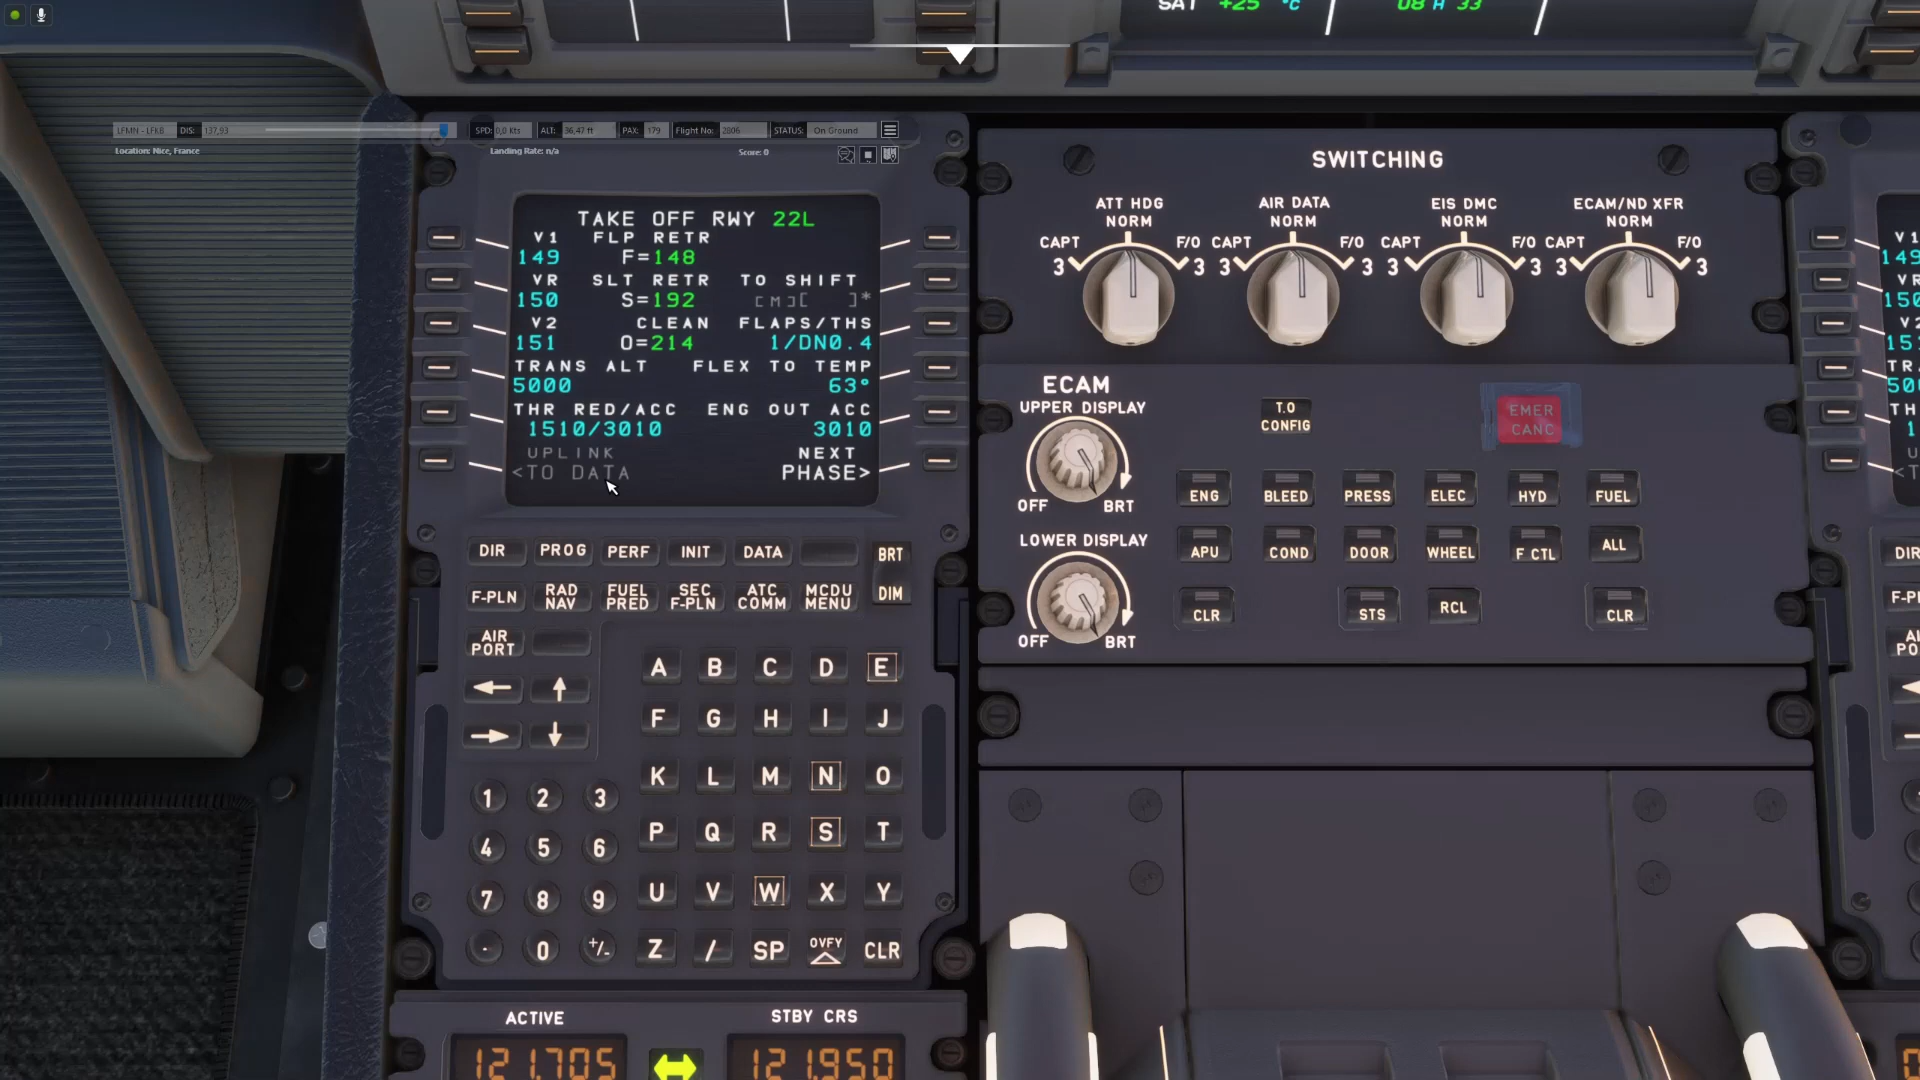 SAT +25 °C
08 H 33
LFMN - LFKB DIS: 137,93
SPD: 0,0 Kts ALT: 36,47 ft PAX: 179 Flight No: 2806 STATUS: On Ground
Location: Nice, France
Landing Rate: n/a
Score: 0
TAKE OFF RWY 22L
V1 FLP RETR
149 F=148
VR SLT RETR TO SHIFT
150 S=192 [M][ ]*
V2 CLEAN FLAPS/THS
151 O=214 1/DN0.4
TRANS ALT FLEX TO TEMP
5000 63°
THR RED/ACC ENG OUT ACC
1510/3010 3010
UPLINK NEXT
<TO DATA PHASE>
DIR PROG PERF INIT DATA BRT
F-PLN RAD NAV FUEL PRED SEC F-PLN ATC COMM MCDU MENU DIM
AIR PORT
A B C D E
F G H I J
K L M N O
P Q R S T
U V W X Y
Z / SP OVFY CLR
1 2 3
4 5 6
7 8 9
. 0 +/-
ACTIVE STBY CRS
121.705 121.950
SWITCHING
ATT HDG AIR DATA EIS DMC ECAM/ND XFR
NORM NORM NORM NORM
CAPT F/O CAPT F/O CAPT F/O CAPT F/O
3 3 3 3 3 3 3 3
ECAM
UPPER DISPLAY
OFF BRT
T.O CONFIG
EMER CANC
LOWER DISPLAY
OFF BRT
ENG BLEED PRESS ELEC HYD FUEL
APU COND DOOR WHEEL F CTL ALL
CLR STS RCL CLR
V1
149
VR
150